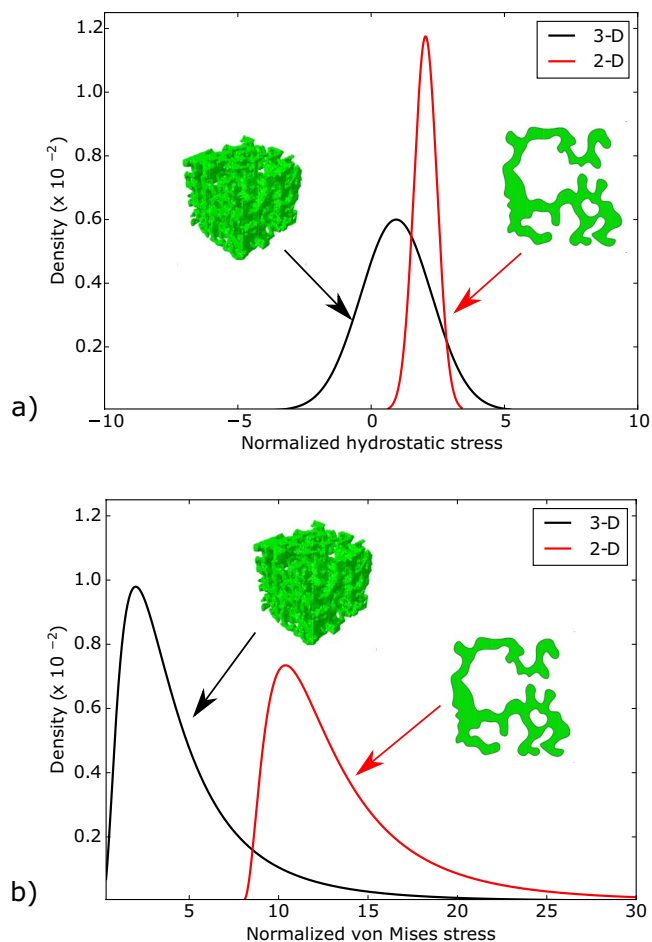 1.2
1.0
0.8
0.6
0.4
0.2
Density (x 10 −2)
3-D
2-D
a)
−10 −5 0 5 10
Normalized hydrostatic stress
1.2
1.0
0.8
0.6
0.4
0.2
Density (x 10 −2)
3-D
2-D
b)
5 10 15 20 25 30
Normalized von Mises stress